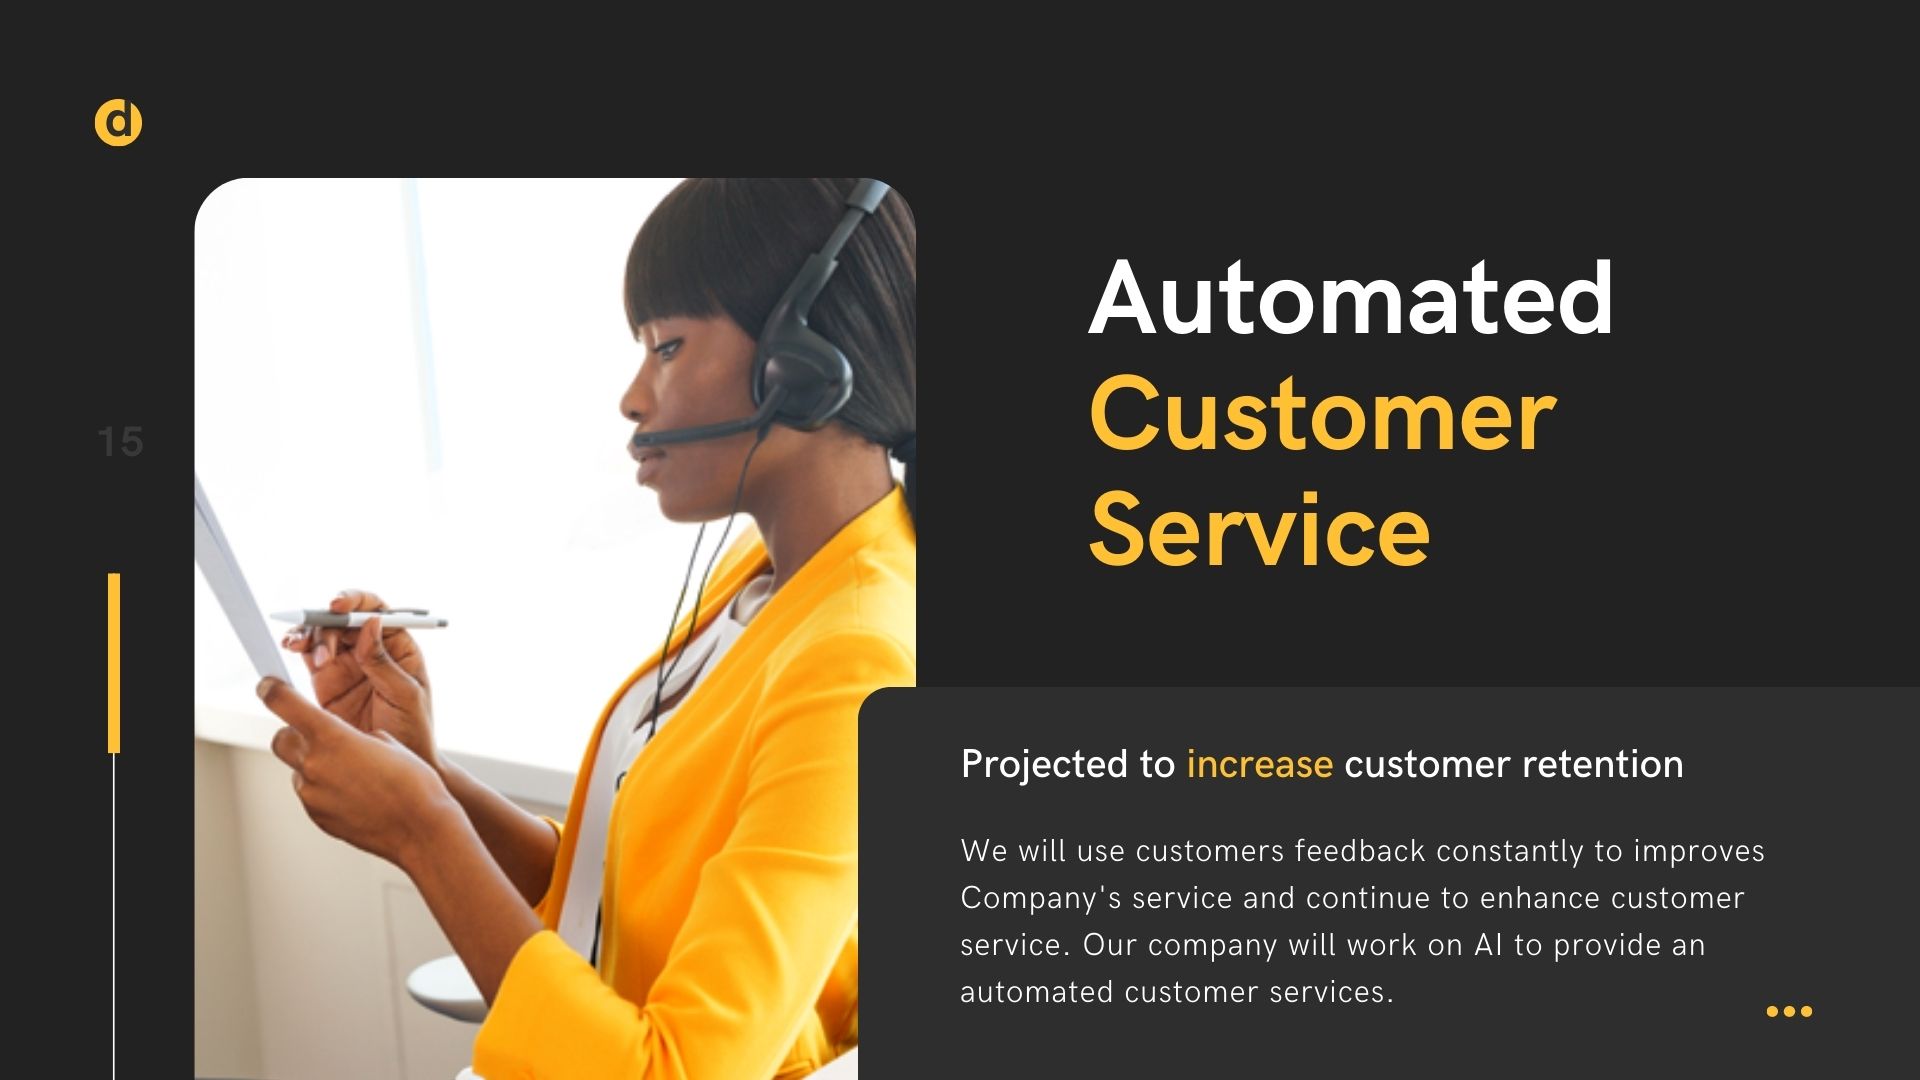 d
15
Automated
Customer
Service
Projected to increase customer retention
We will use customers feedback constantly to improves
Company's service and continue to enhance customer
service. Our company will work on AI to provide an
automated customer services.